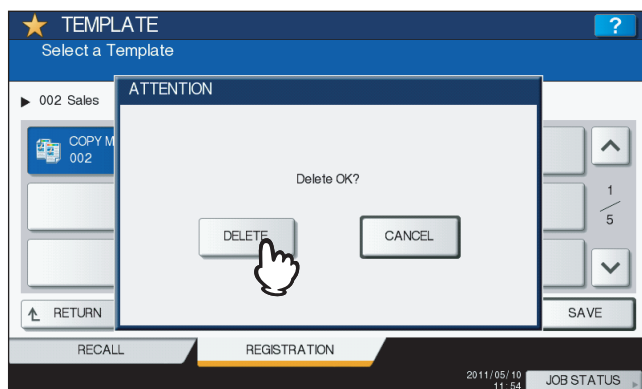 TEMPLATE
?
Select a Template
002 Sales
ATTENTION
COPY M
002
Delete OK?
DELETE
CANCEL
1
5
RETURN
SAVE
RECALL
REGISTRATION
2011/05/10
11:54
JOB STATUS